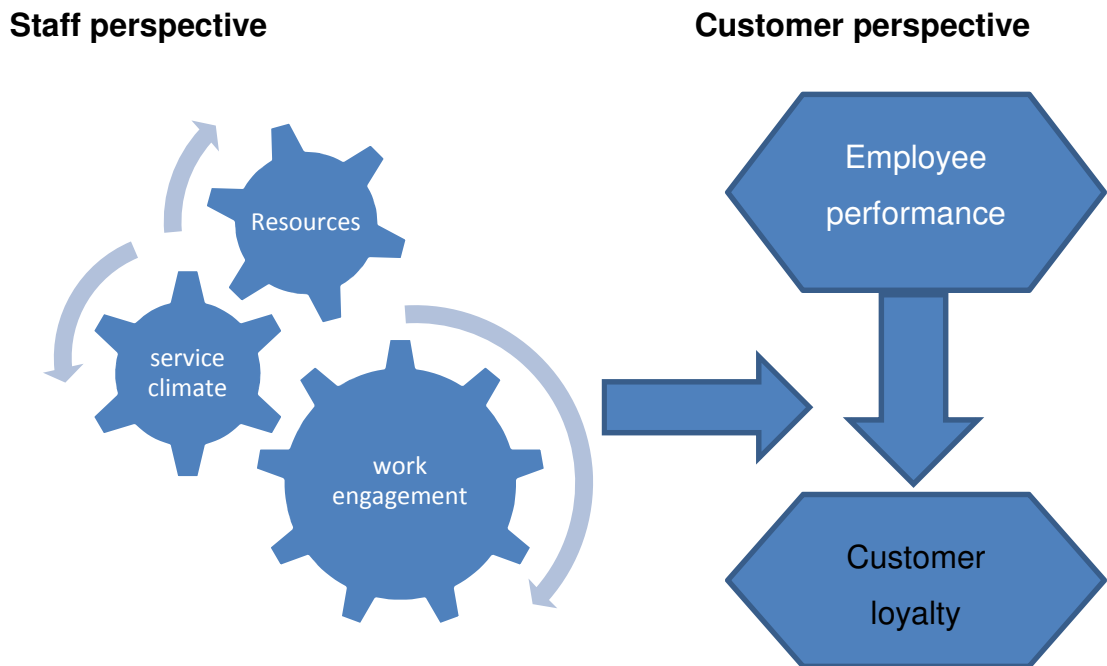 Staff perspective
Customer perspective
Resources
service
climate
work
engagement
Employee
performance
Customer
loyalty